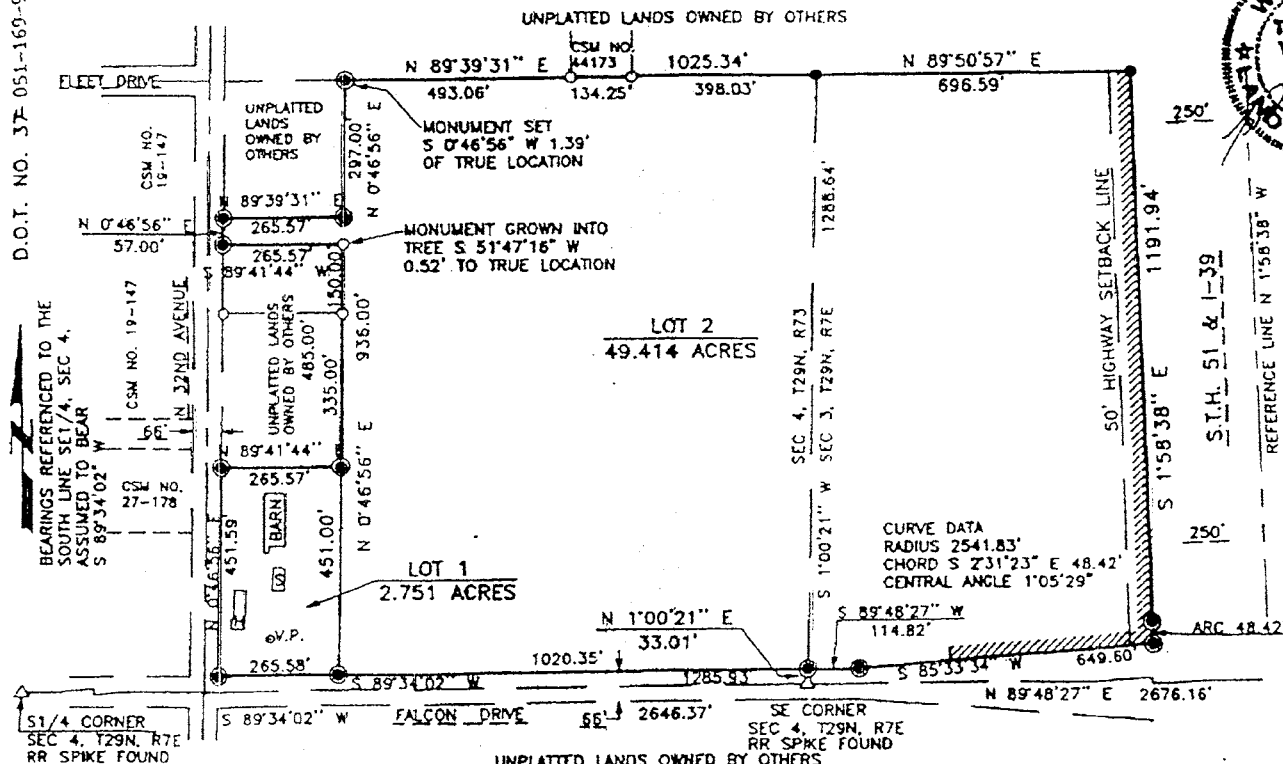 UNPLATTED LANDS OWNED BY OTHERS
D.O.T. NO. 37- 051-169-9
FLEET DRIVE
CSM NO.
44173
N 89°39'31" E
1025.34'
N 89°50'57" E
493.06'
134.25'
398.03'
696.59'
250'
UNPLATTED
LANDS
OWNED BY
OTHERS
CSM NO.
19-147
297.00'
N 0°46'56" E
MONUMENT SET
S 0°46'56" W 1.39'
OF TRUE LOCATION
N 89°39'31" E
265.57'
N 0°46'56" E
57.00'
265.57'
S 89°41'44" W
MONUMENT GROWN INTO
TREE S 51°47'16" W
0.52' TO TRUE LOCATION
150.00'
1288.64'
50' HIGHWAY SETBACK LINE
1191.94'
S 1°58'38" E
S.T.H. 51 & I-39
REFERENCE LINE N 1°58'38" W
BEARINGS REFERENCED TO THE
SOUTH LINE SE1/4, SEC 4,
ASSUMED TO BEAR
S 89°34'02" W
CSM NO. 19-147
N 32ND AVENUE
66'
UNPLATTED LANDS
OWNED BY OTHERS
485.00'
335.00'
936.00'
N 0°46'56" E
LOT 2
49.414 ACRES
SEC 4, T29N, R73
SEC 3, T29N, R7E
S 1°00'21" W
N 89°41'44" E
265.57'
CSM NO.
27-178
N 0°46'56" E
451.59
BARN
S
V.P.
451.00'
LOT 1
2.751 ACRES
CURVE DATA
RADIUS 2541.83'
CHORD S 2°31'23" E 48.42'
CENTRAL ANGLE 1°05'29"
250'
N 1°00'21" E
33.01'
S 89°48'27" W
114.82'
ARC 48.42
265.58'
1020.35'
S 89°34'02" W
1285.93'
S 85°33'34" W
649.60'
N 89°48'27" E 2676.16'
S1/4 CORNER
SEC 4, T29N, R7E
RR SPIKE FOUND
S 89°34'02" W
FALCON DRIVE
66'
2646.37'
SE CORNER
SEC 4, T29N, R7E
RR SPIKE FOUND
UNPLATTED LANDS OWNED BY OTHERS